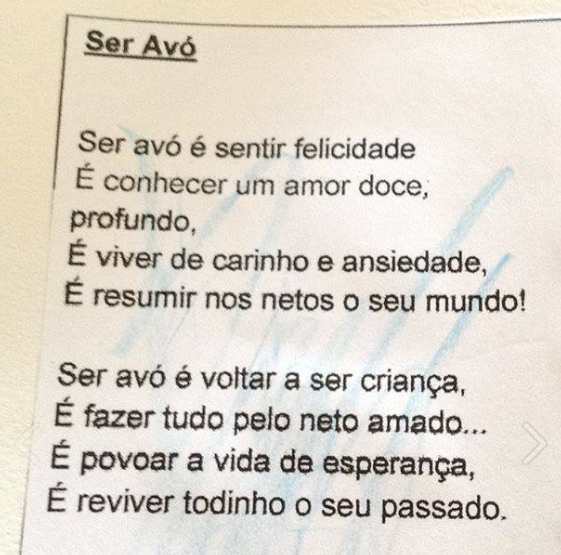 Ser Avó
Ser avó é sentir felicidade
É conhecer um amor doce,
profundo,
É viver de carinho e ansiedade,
É resumir nos netos o seu mundo!
Ser avó é voltar a ser criança,
É fazer tudo pelo neto amado...
É povoar a vida de esperança,
É reviver todinho o seu passado.